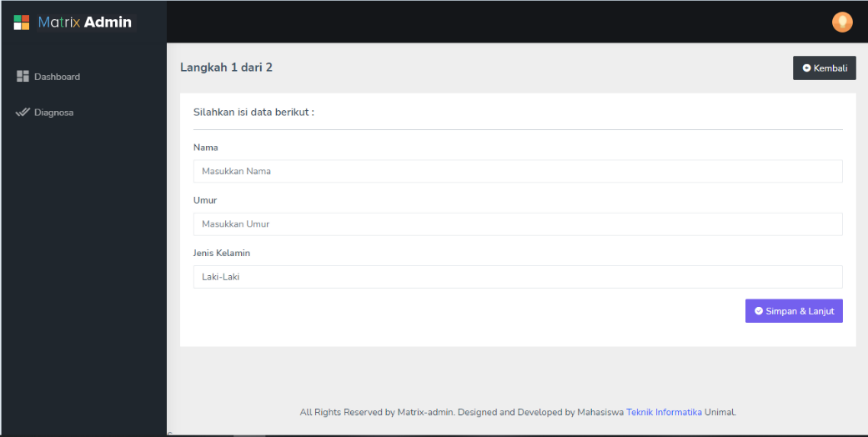 Matrix Admin
Dashboard
Diagnosa
Langkah 1 dari 2
Kembali
Silahkan isi data berikut :
Nama
Masukkan Nama
Umur
Masukkan Umur
Jenis Kelamin
Laki-Laki
Simpan & Lanjut
All Rights Reserved by Matrix-admin. Designed and Developed by Mahasiswa Teknik Informatika Unimal.